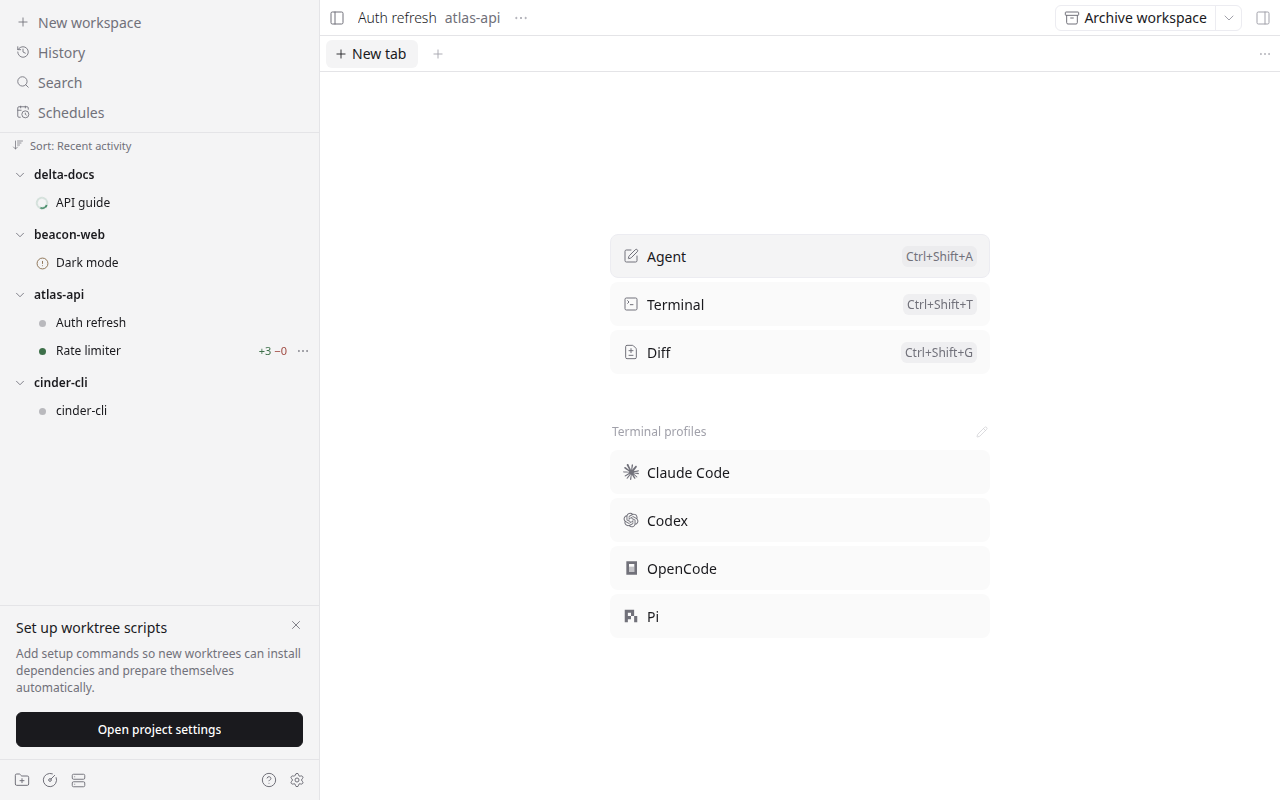 New workspace
History
Search
Schedules
Sort: Recent activity
delta-docs
API guide
beacon-web
Dark mode
atlas-api
Auth refresh
Rate limiter +3 −0
cinder-cli
cinder-cli
Set up worktree scripts
Add setup commands so new worktrees can install
dependencies and prepare themselves
automatically.
Open project settings
Auth refresh atlas-api
Archive workspace
New tab
Agent Ctrl+Shift+A
Terminal Ctrl+Shift+T
Diff Ctrl+Shift+G
Terminal profiles
Claude Code
Codex
OpenCode
Pi